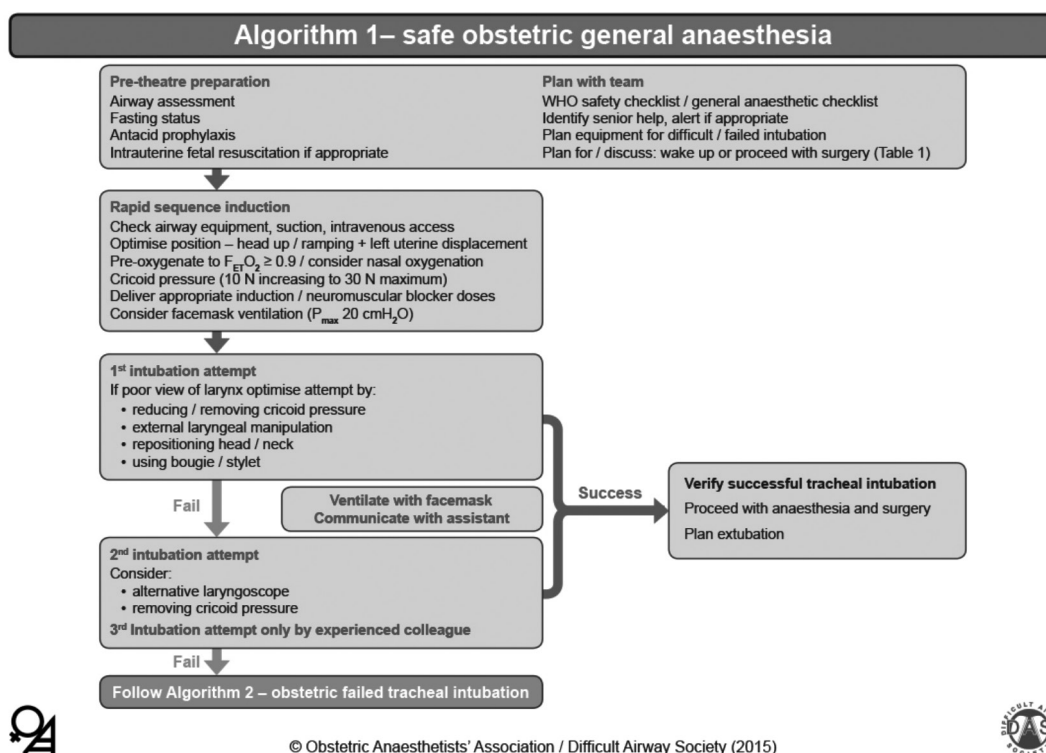 Algorithm 1– safe obstetric general anaesthesia
Pre-theatre preparation
Airway assessment
Fasting status
Antacid prophylaxis
Intrauterine fetal resuscitation if appropriate
Plan with team
WHO safety checklist / general anaesthetic checklist
Identify senior help, alert if appropriate
Plan equipment for difficult / failed intubation
Plan for / discuss: wake up or proceed with surgery (Table 1)
Rapid sequence induction
Check airway equipment, suction, intravenous access
Optimise position – head up / ramping + left uterine displacement
Pre-oxygenate to FETO2 ≥ 0.9 / consider nasal oxygenation
Cricoid pressure (10 N increasing to 30 N maximum)
Deliver appropriate induction / neuromuscular blocker doses
Consider facemask ventilation (Pmax 20 cmH2O)
1st intubation attempt
If poor view of larynx optimise attempt by:
• reducing / removing cricoid pressure
• external laryngeal manipulation
• repositioning head / neck
• using bougie / stylet
Fail
Ventilate with facemask
Communicate with assistant
Success
Verify successful tracheal intubation
Proceed with anaesthesia and surgery
Plan extubation
2nd intubation attempt
Consider:
• alternative laryngoscope
• removing cricoid pressure
3rd Intubation attempt only by experienced colleague
Fail
Follow Algorithm 2 – obstetric failed tracheal intubation
© Obstetric Anaesthetists' Association / Difficult Airway Society (2015)
DAS